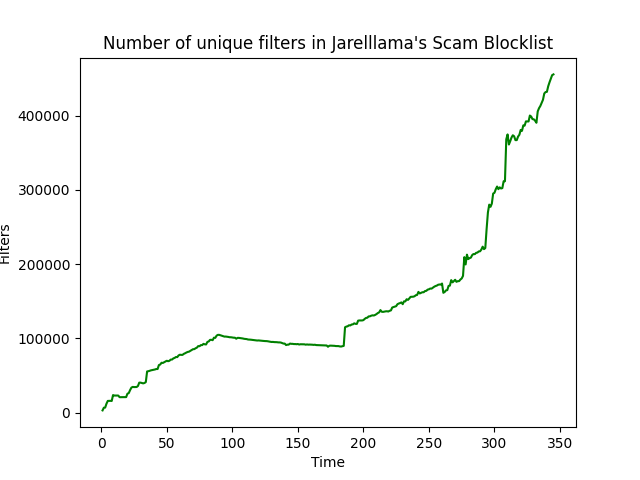 Number of unique filters in Jarelllama's Scam Blocklist
400000
300000
200000
100000
0
Filters
0 50 100 150 200 250 300 350
Time